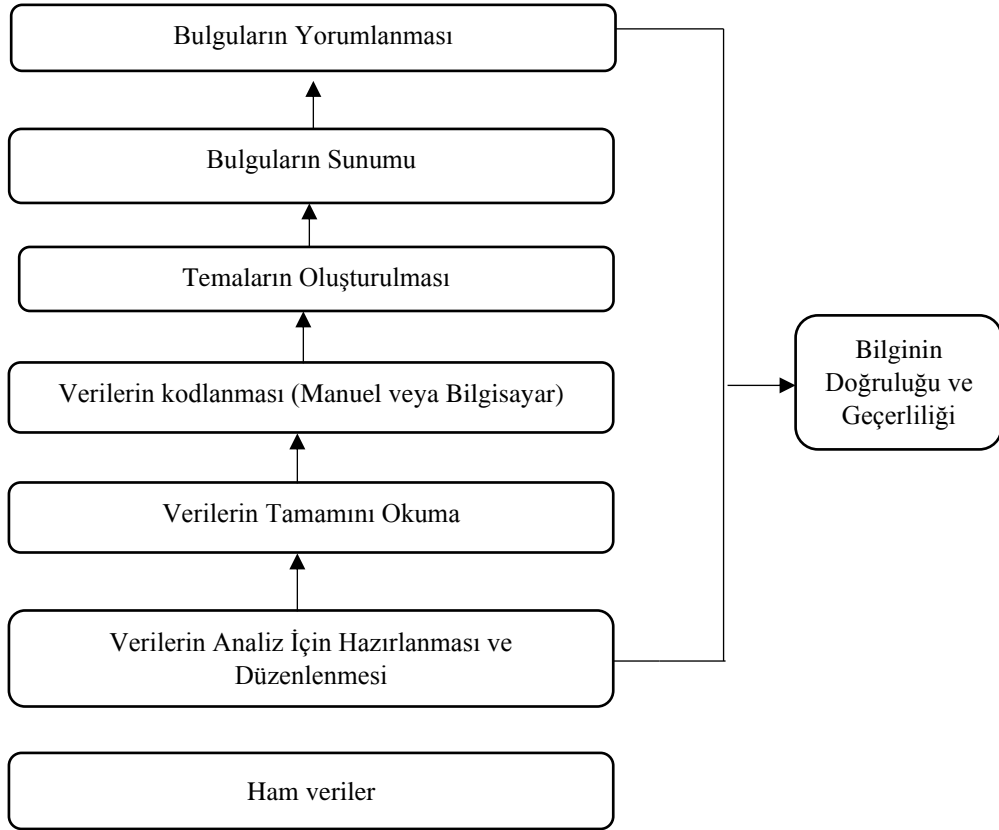 Bulguların Yorumlanması
Bulguların Sunumu
Temaların Oluşturulması
Verilerin kodlanması (Manuel veya Bilgisayar)
Verilerin Tamamını Okuma
Verilerin Analiz İçin Hazırlanması ve
Düzenlenmesi
Ham veriler
Bilginin
Doğruluğu ve
Geçerliliği